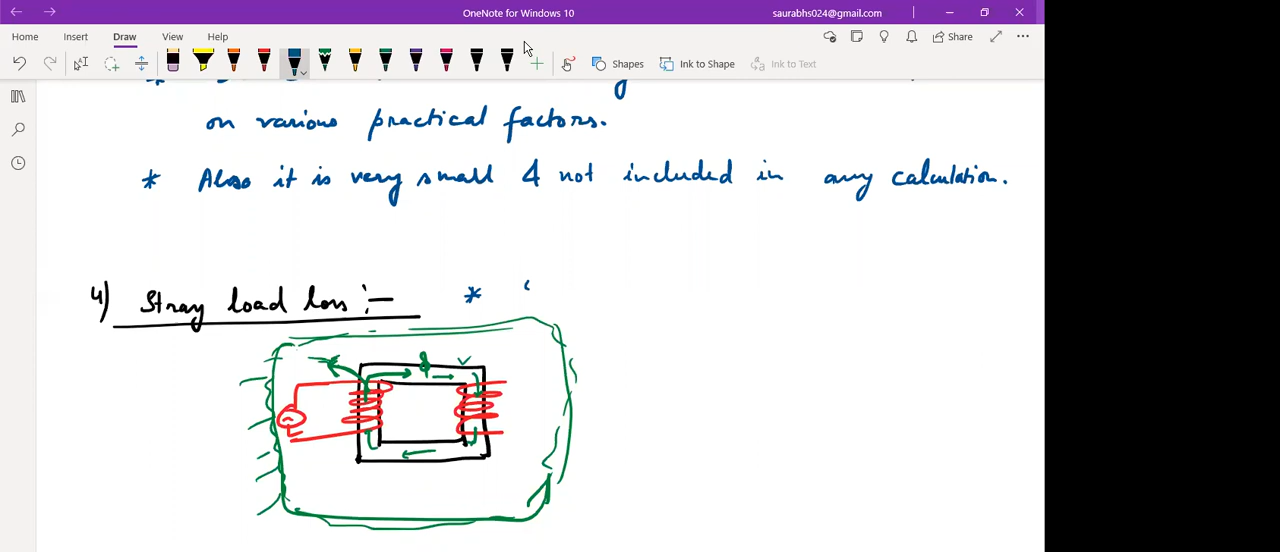 OneNote for Windows 10
saurabhs024@gmail.com
Home Insert Draw View Help
Share
Shapes Ink to Shape Ink to Text
on various practical factors.
* Also it is very small & not included in any calculation.
4) Stray load loss :- *
φ